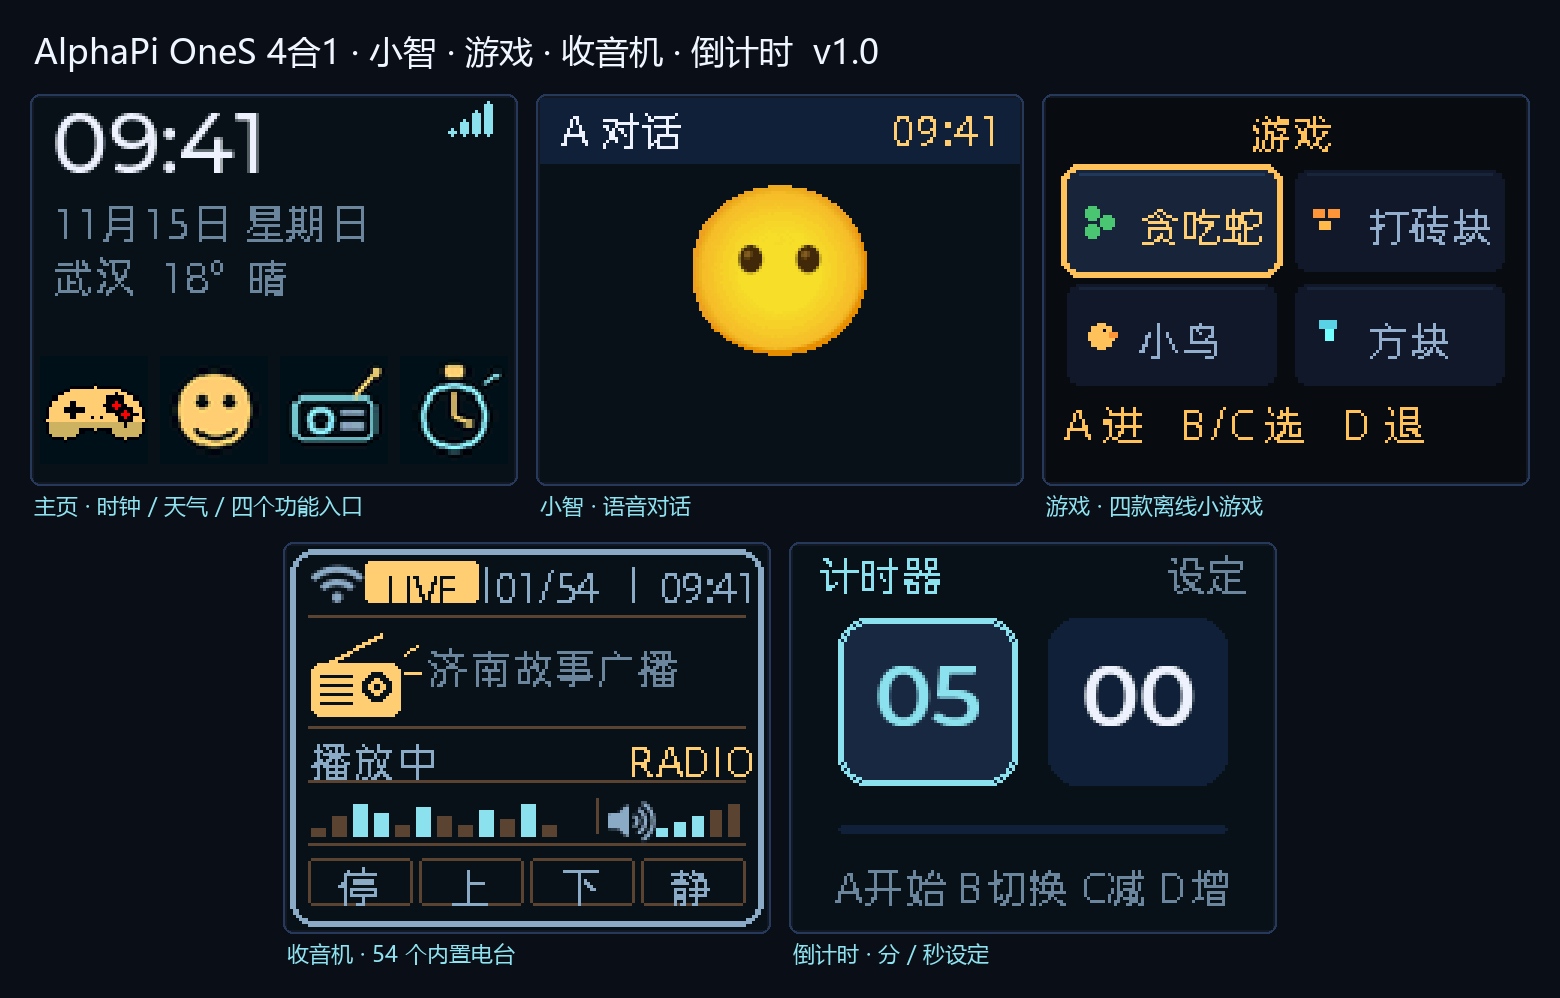 AlphaPi OneS 4合1 · 小智 · 游戏 · 收音机 · 倒计时 v1.0
09:41
11月15日 星期日
武汉 18° 晴
主页 · 时钟 / 天气 / 四个功能入口
A 对话 09:41
小智 · 语音对话
游戏
贪吃蛇 打砖块
小鸟 方块
A 进 B/C 选 D 退
游戏 · 四款离线小游戏
LIVE | 01/54 | 09:41
济南故事广播
播放中 RADIO
停 上 下 静
收音机 · 54 个内置电台
计时器 设定
05 00
A开始 B切换 C减 D增
倒计时 · 分 / 秒设定